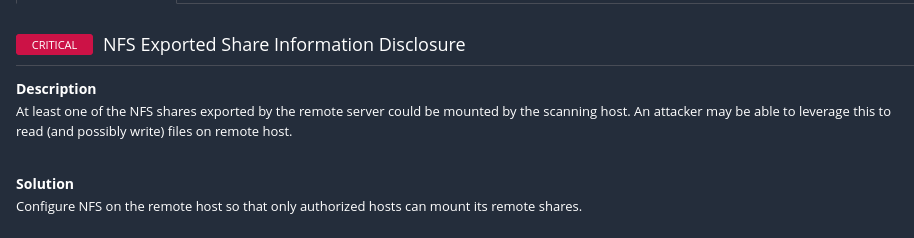 CRITICAL NFS Exported Share Information Disclosure
Description
At least one of the NFS shares exported by the remote server could be mounted by the scanning host. An attacker may be able to leverage this to
read (and possibly write) files on remote host.
Solution
Configure NFS on the remote host so that only authorized hosts can mount its remote shares.